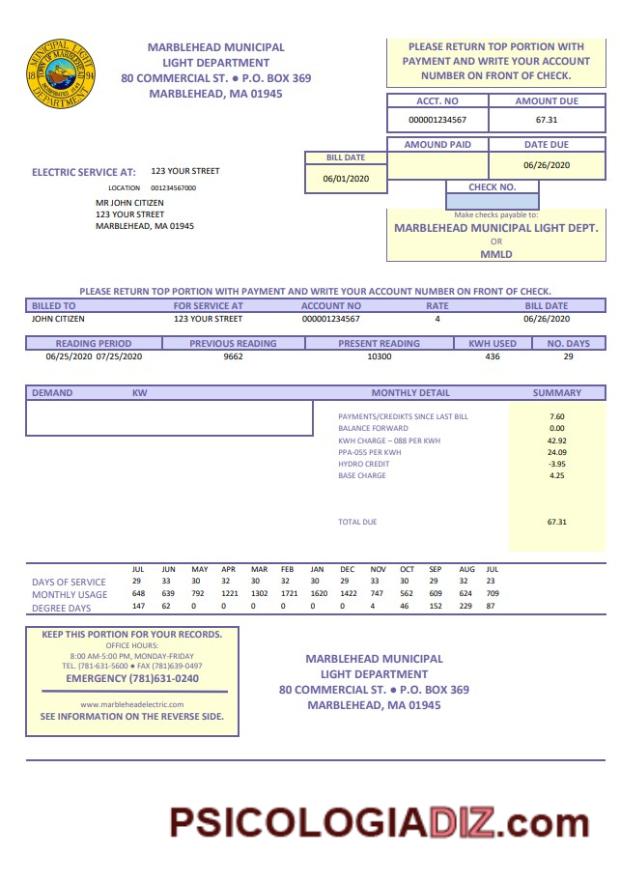 MUNICIPAL LIGHT
TOWN OF MARBLEHEAD
18 94
DEPARTMENT
MARBLEHEAD MUNICIPAL
LIGHT DEPARTMENT
80 COMMERCIAL ST. ● P.O. BOX 369
MARBLEHEAD, MA 01945
PLEASE RETURN TOP PORTION WITH
PAYMENT AND WRITE YOUR ACCOUNT
NUMBER ON FRONT OF CHECK.
ACCT. NO AMOUNT DUE
000001234567 67.31
AMOUND PAID DATE DUE
06/26/2020
BILL DATE
06/01/2020
CHECK NO.
Make checks payable to:
MARBLEHEAD MUNICIPAL LIGHT DEPT.
OR
MMLD
ELECTRIC SERVICE AT: 123 YOUR STREET
LOCATION 001234567000
MR JOHN CITIZEN
123 YOUR STREET
MARBLEHEAD, MA 01945
PLEASE RETURN TOP PORTION WITH PAYMENT AND WRITE YOUR ACCOUNT NUMBER ON FRONT OF CHECK.
BILLED TO FOR SERVICE AT ACCOUNT NO RATE BILL DATE
JOHN CITIZEN 123 YOUR STREET 000001234567 4 06/26/2020
READING PERIOD PREVIOUS READING PRESENT READING KWH USED NO. DAYS
06/25/2020 07/25/2020 9662 10300 436 29
DEMAND KW MONTHLY DETAIL SUMMARY
PAYMENTS/CREDIKTS SINCE LAST BILL 7.60
BALANCE FORWARD 0.00
KWH CHARGE – 088 PER KWH 42.92
PPA-055 PER KWH 24.09
HYDRO CREDIT -3.95
BASE CHARGE 4.25
TOTAL DUE 67.31
JUL JUN MAY APR MAR FEB JAN DEC NOV OCT SEP AUG JUL
DAYS OF SERVICE 29 33 30 32 30 32 30 29 33 30 29 32 23
MONTHLY USAGE 648 639 792 1221 1302 1721 1620 1422 747 562 609 624 709
DEGREE DAYS 147 62 0 0 0 0 0 0 4 46 152 229 87
KEEP THIS PORTION FOR YOUR RECORDS.
OFFICE HOURS:
8:00 AM-5:00 PM, MONDAY-FRIDAY
TEL. (781-631-5600 ● FAX (781)639-0497
EMERGENCY (781)631-0240
www.marbleheadelectric.com
SEE INFORMATION ON THE REVERSE SIDE.
MARBLEHEAD MUNICIPAL
LIGHT DEPARTMENT
80 COMMERCIAL ST. ● P.O. BOX 369
MARBLEHEAD, MA 01945
PSICOLOGIADIZ.com